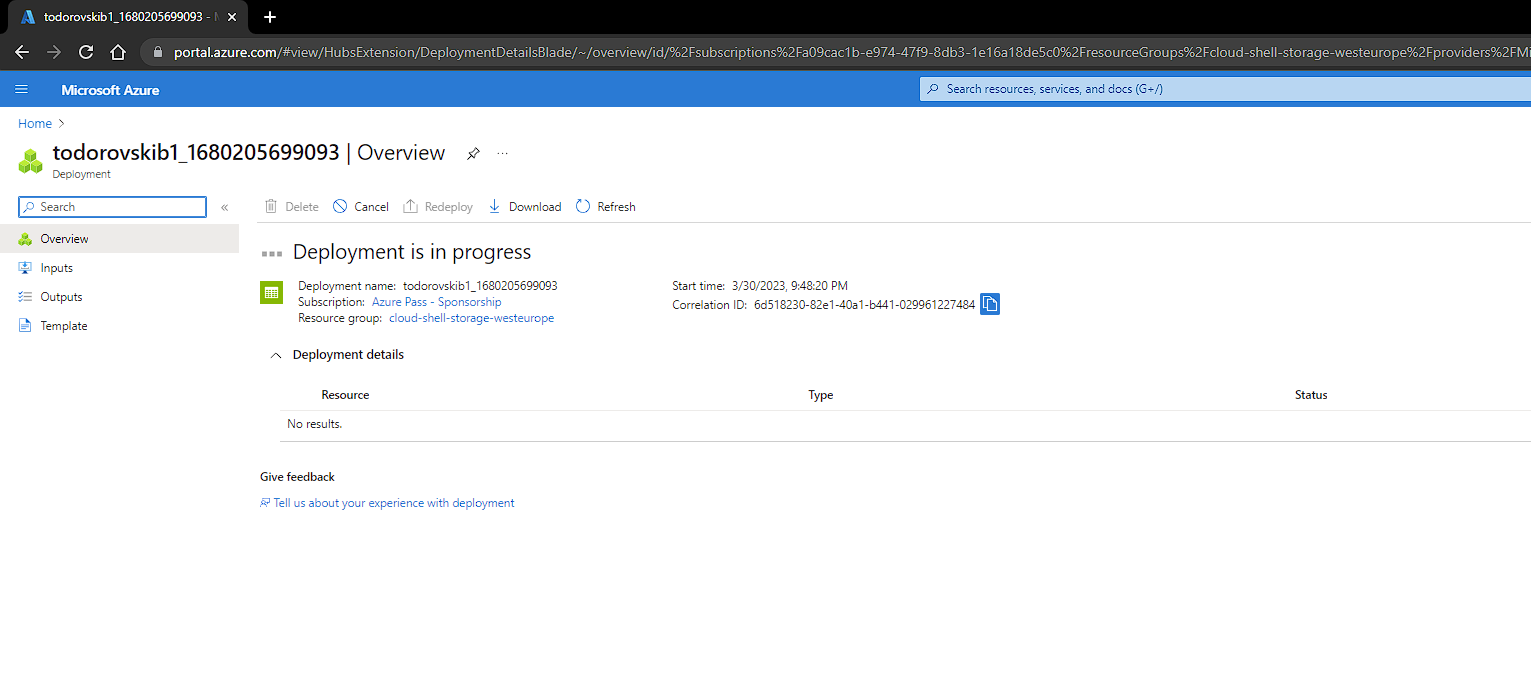 todorovskib1_1680205699093 - M
portal.azure.com/#view/HubsExtension/DeploymentDetailsBlade/~/overview/id/%2Fsubscriptions%2Fa09cac1b-e974-47f9-8db3-1e16a18de5c0%2FresourceGroups%2Fcloud-shell-storage-westeurope%2Fproviders%2FMi
Microsoft Azure
Search resources, services, and docs (G+/)
Home
todorovskib1_1680205699093 | Overview
Deployment
Search
Delete Cancel Redeploy Download Refresh
Overview
Inputs
Outputs
Template
Deployment is in progress
Deployment name: todorovskib1_1680205699093
Subscription: Azure Pass - Sponsorship
Resource group: cloud-shell-storage-westeurope
Start time: 3/30/2023, 9:48:20 PM
Correlation ID: 6d518230-82e1-40a1-b441-029961227484
Deployment details
Resource Type Status
No results.
Give feedback
Tell us about your experience with deployment